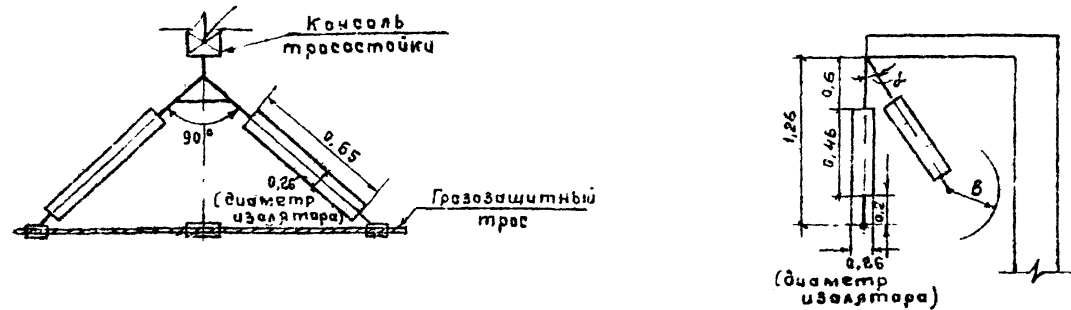 Консоль
тросостойки
90°
0,65
0,26
(диаметр
изолятора)
Грозозащитный
трос
1,26
0,6
0,46
0,2
γ
в
0,26
(диаметр
изолятора)